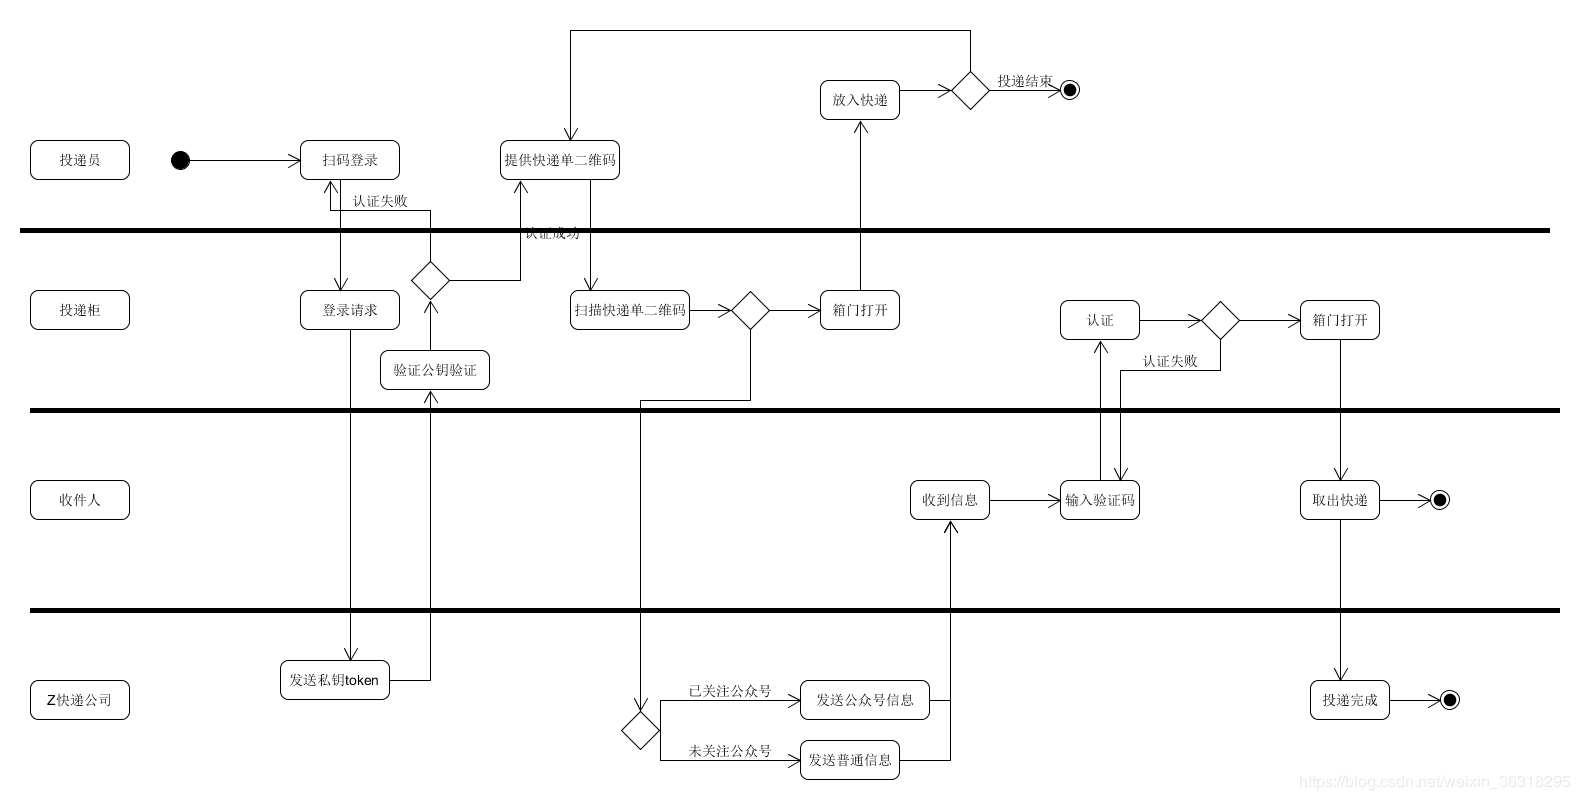 投递结束
放入快递
投递员
扫码登录
提供快递单二维码
认证失败
认证成功
投递柜
登录请求
扫描快递单二维码
箱门打开
认证
箱门打开
认证失败
验证公钥验证
收件人
收到信息
输入验证码
取出快递
Z快递公司
发送私钥token
已关注公众号
发送公众号信息
投递完成
未关注公众号
发送普通信息
https://blog.csdn.net/weixin_36318295